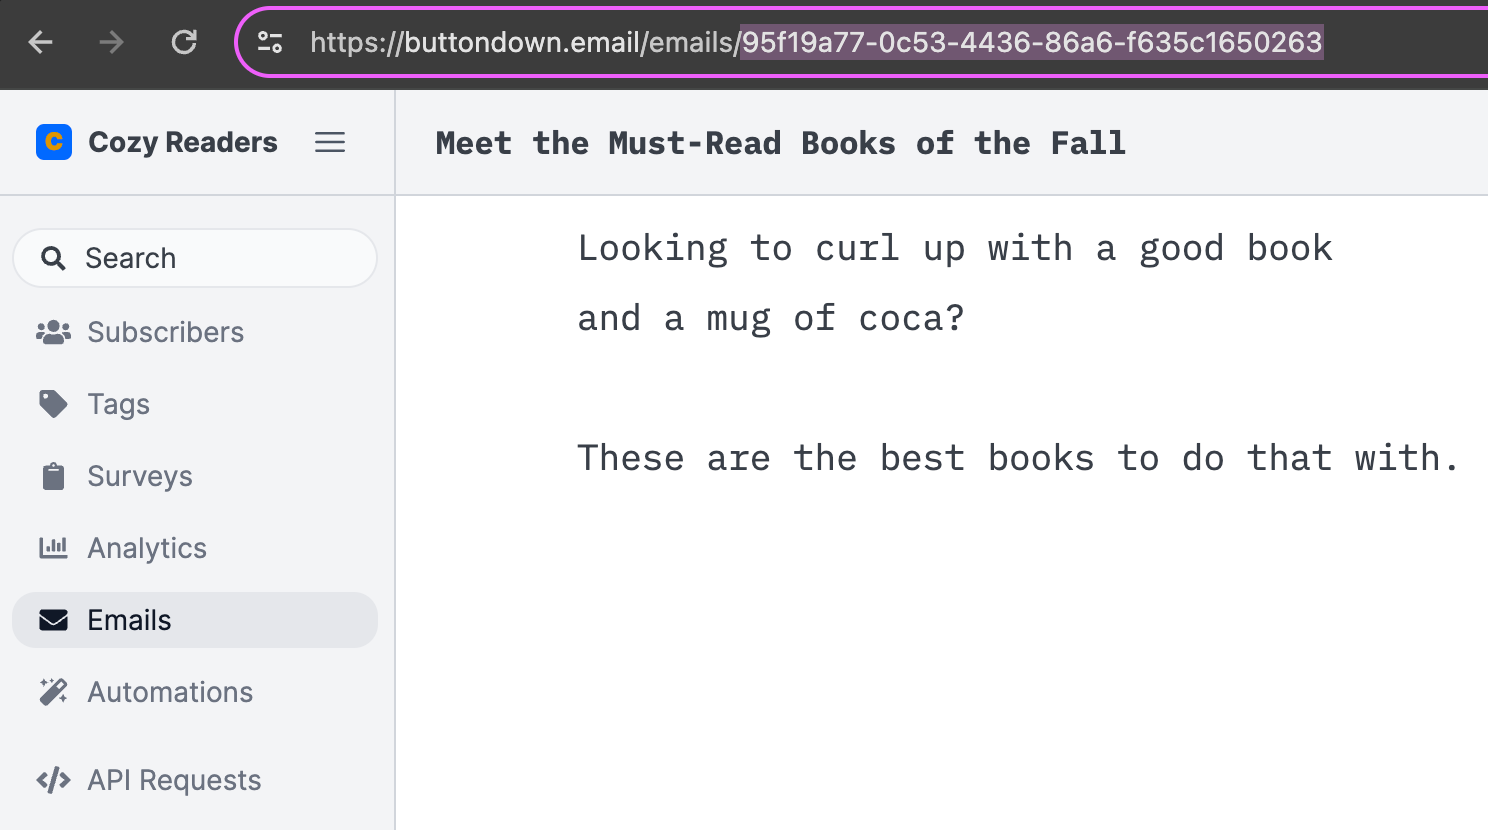 https://buttondown.email/emails/95f19a77-0c53-4436-86a6-f635c1650263
C Cozy Readers
Meet the Must-Read Books of the Fall
Search
Subscribers
Tags
Surveys
Analytics
Emails
Automations
API Requests
Looking to curl up with a good book
and a mug of coca?
These are the best books to do that with.